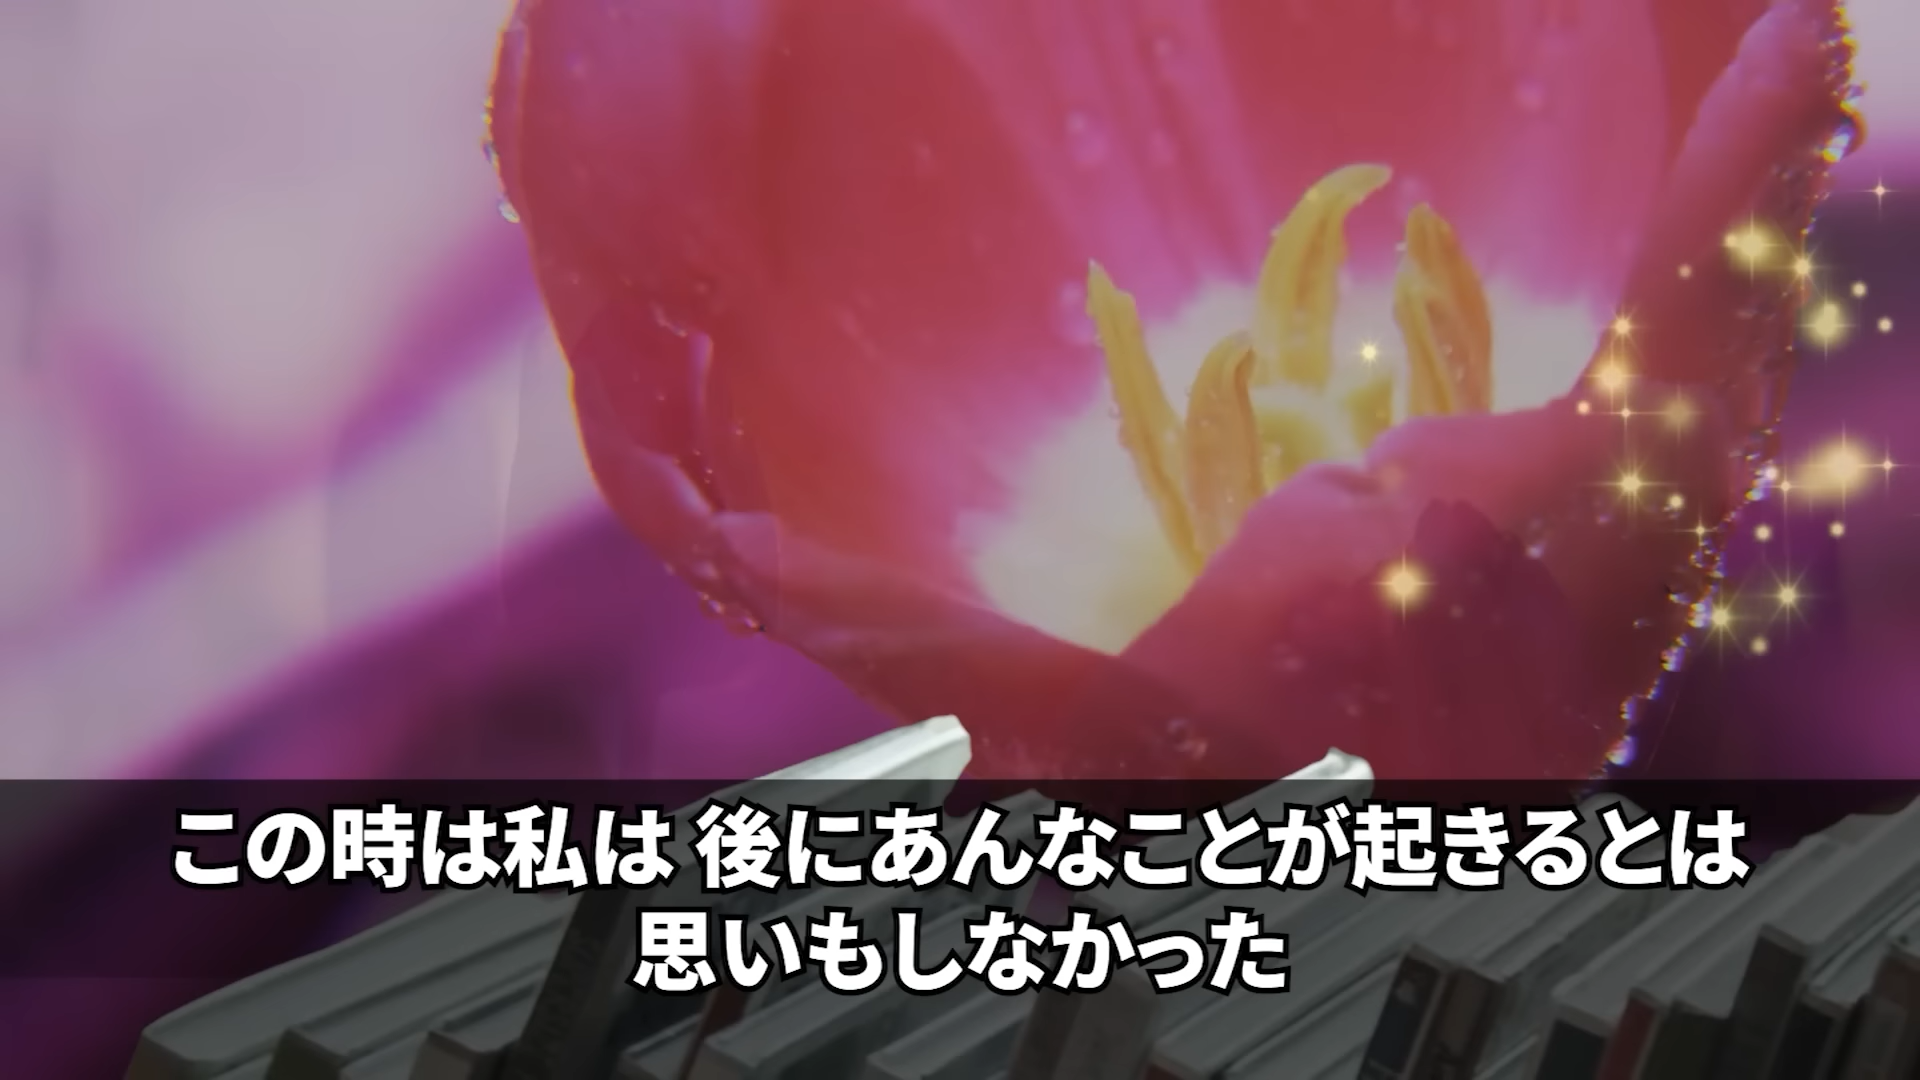 この時は私は 後にあんなことが起きるとは
思いもしなかった